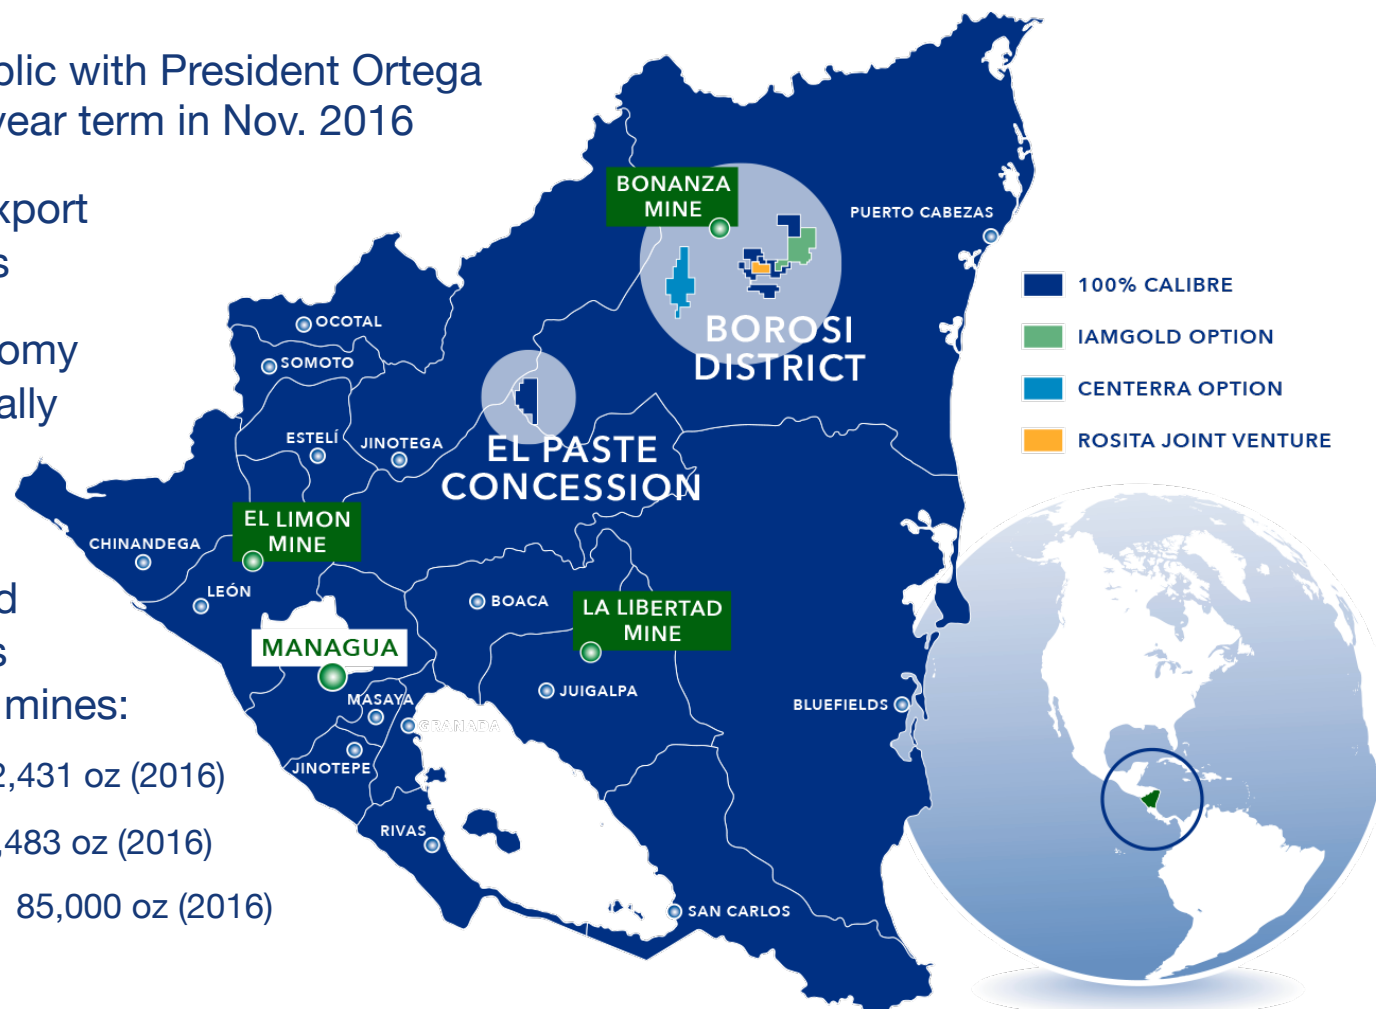 blic with President Ortega
year term in Nov. 2016
xport
s
omy
ally
d
s
mines:
2,431 oz (2016)
,483 oz (2016)
85,000 oz (2016)
BONANZA
MINE
PUERTO CABEZAS
BOROSI
DISTRICT
OCOTAL
SOMOTO
ESTELÍ
JINOTEGA
EL PASTE
CONCESSION
EL LIMON
MINE
CHINANDEGA
LEÓN
BOACA
LA LIBERTAD
MINE
MANAGUA
MASAYA
GRANADA
JUIGALPA
BLUEFIELDS
JINOTEPE
RIVAS
SAN CARLOS
100% CALIBRE
IAMGOLD OPTION
CENTERRA OPTION
ROSITA JOINT VENTURE